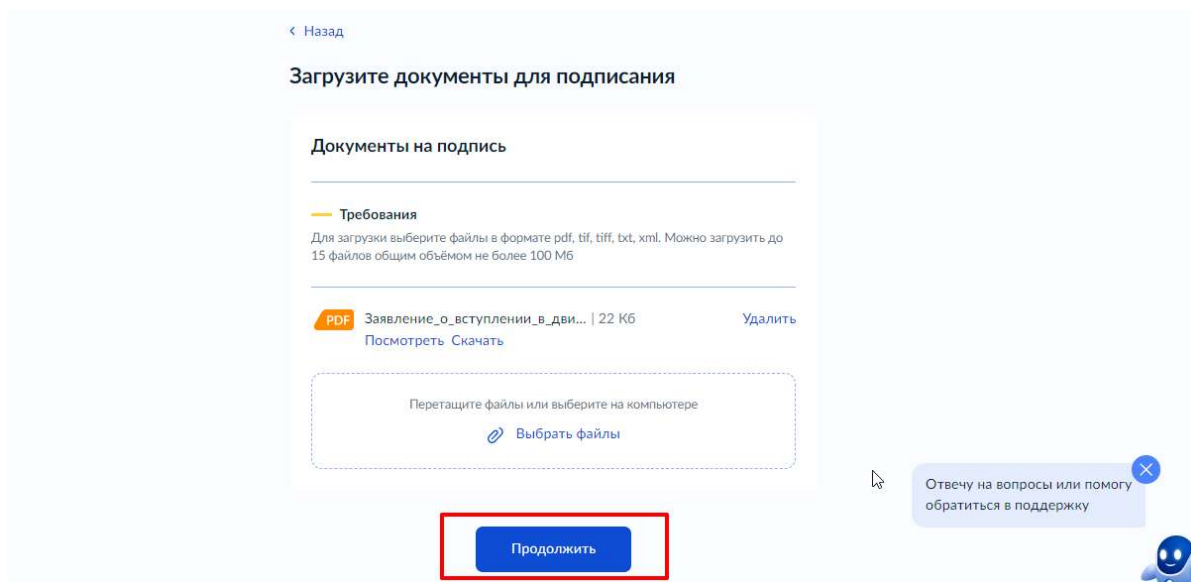 Назад
Загрузите документы для подписания
Документы на подпись
Требования
Для загрузки выберите файлы в формате pdf, tif, tiff, txt, xml. Можно загрузить до
15 файлов общим объёмом не более 100 Мб
PDF Заявление_о_вступлении_в_дви... | 22 Кб Удалить
Посмотреть Скачать
Перетащите файлы или выберите на компьютере
Выбрать файлы
Отвечу на вопросы или помогу
обратиться в поддержку
Продолжить